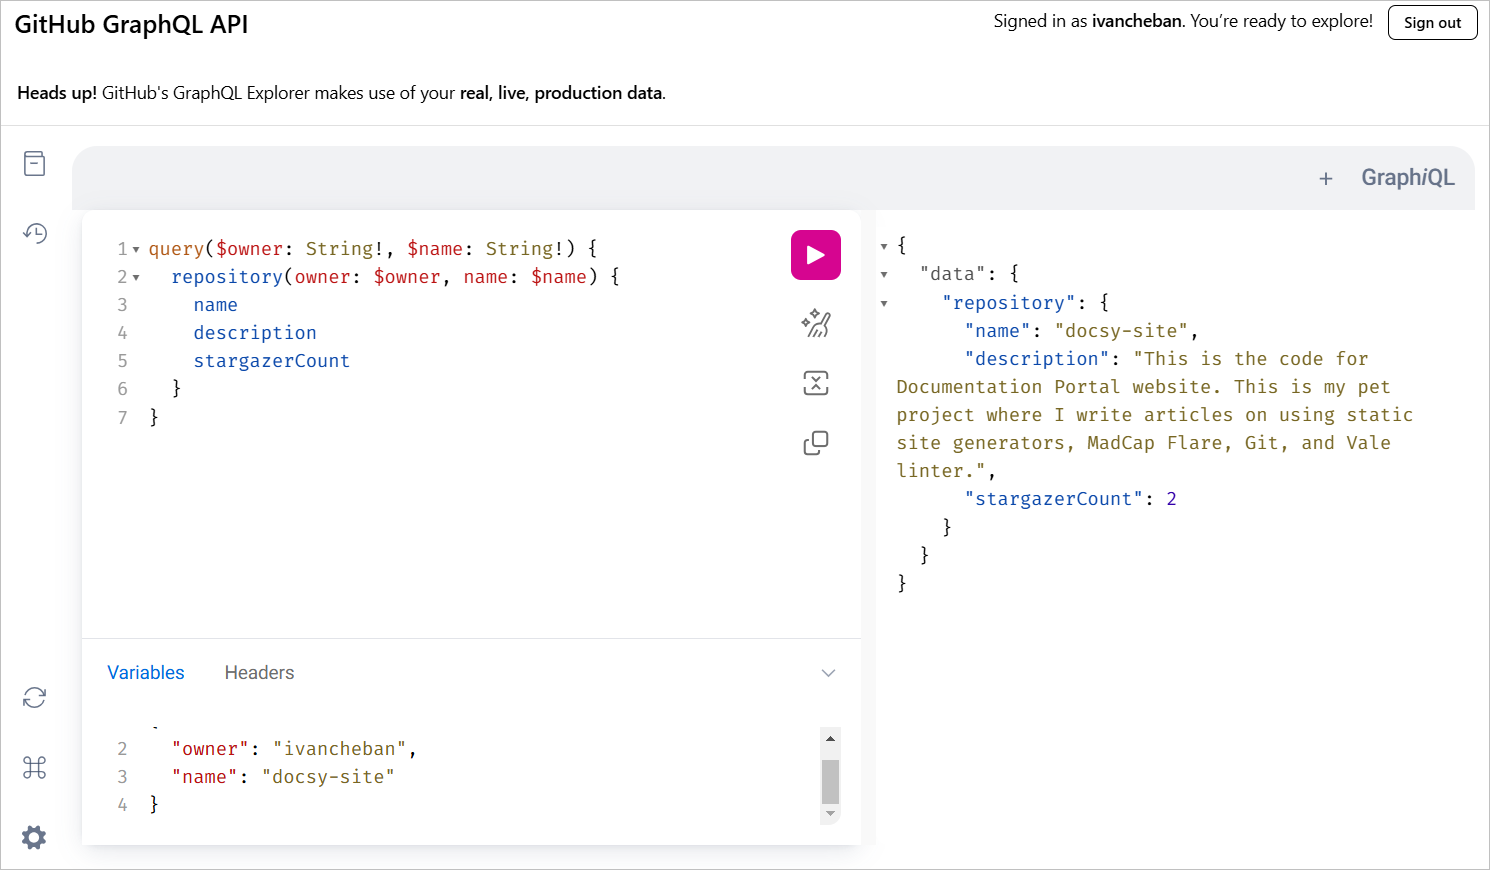 GitHub GraphQL API
Signed in as ivancheban. You're ready to explore!
Sign out
Heads up! GitHub's GraphQL Explorer makes use of your real, live, production data.
+ GraphiQL
1 query($owner: String!, $name: String!) {
2 repository(owner: $owner, name: $name) {
3 name
4 description
5 stargazerCount
6 }
7 }
Variables Headers
2 "owner": "ivancheban",
3 "name": "docsy-site"
4 }
{
"data": {
"repository": {
"name": "docsy-site",
"description": "This is the code for
Documentation Portal website. This is my pet
project where I write articles on using static
site generators, MadCap Flare, Git, and Vale
linter.",
"stargazerCount": 2
}
}
}